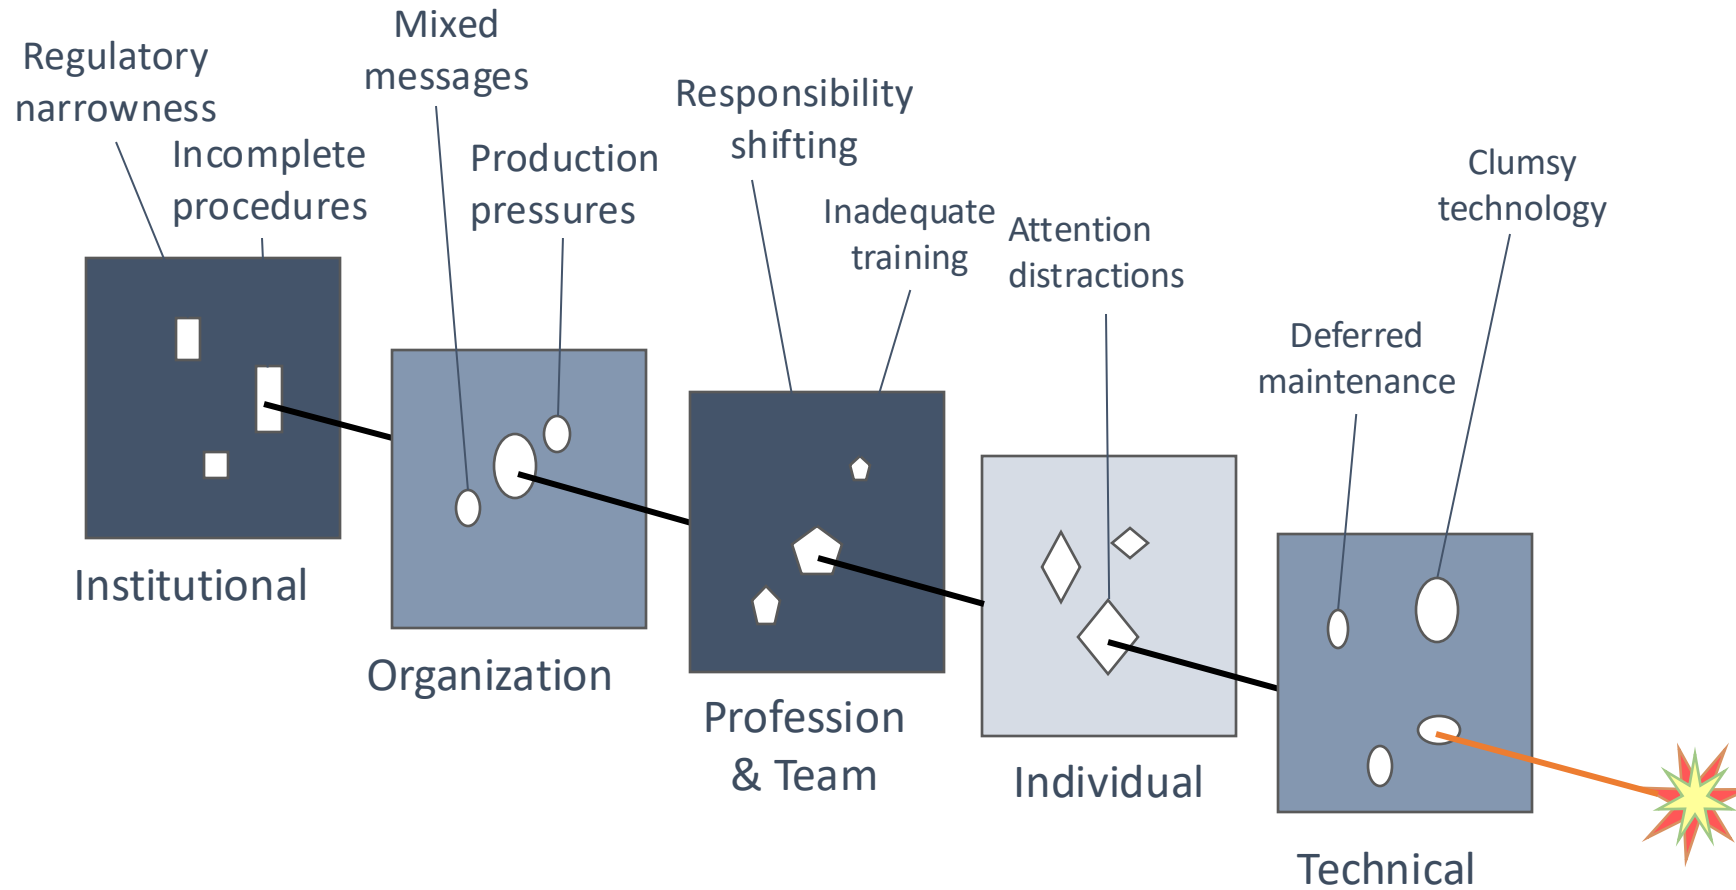 Regulatory
narrowness
Incomplete
procedures
Mixed
messages
Production
pressures
Responsibility
shifting
Inadequate
training
Attention
distractions
Deferred
maintenance
Clumsy
technology
Institutional
Organization
Profession
& Team
Individual
Technical